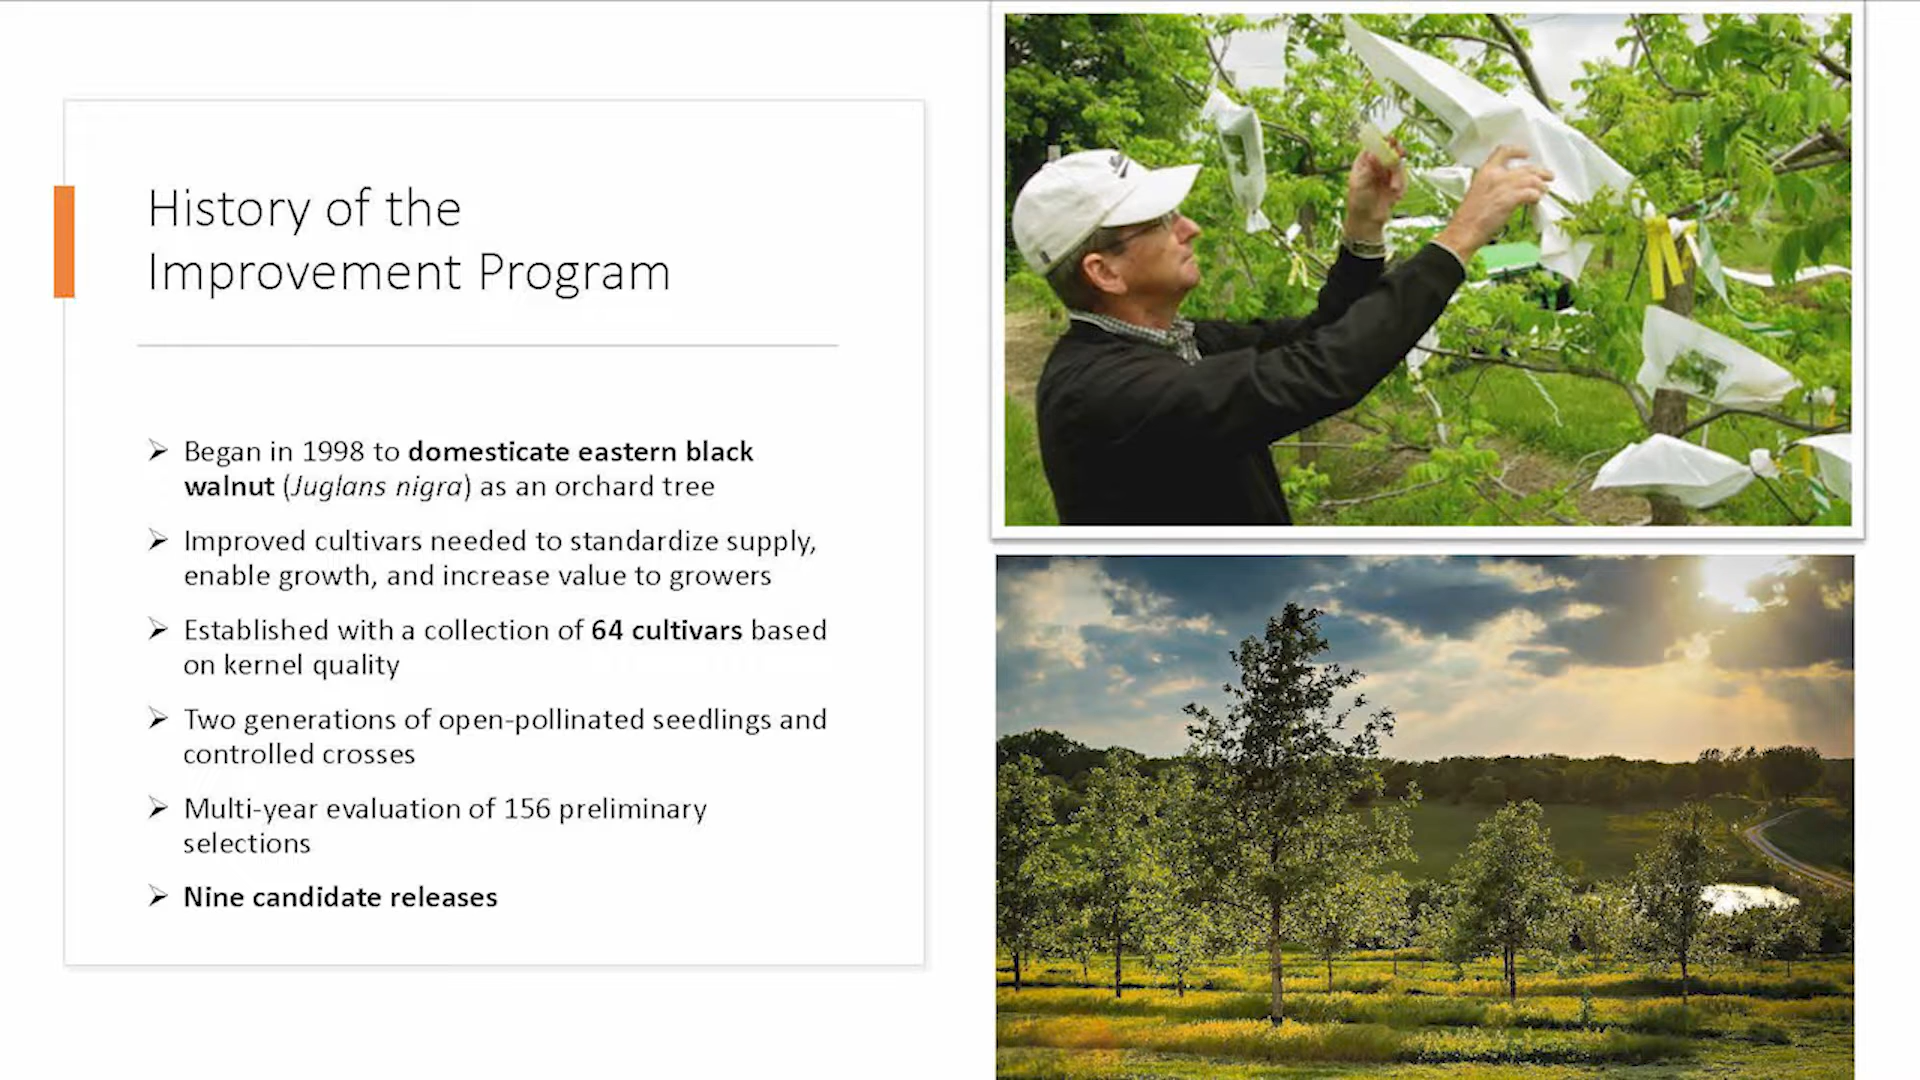 History of the
Improvement Program
➢ Began in 1998 to domesticate eastern black
walnut (Juglans nigra) as an orchard tree
➢ Improved cultivars needed to standardize supply,
enable growth, and increase value to growers
➢ Established with a collection of 64 cultivars based
on kernel quality
➢ Two generations of open-pollinated seedlings and
controlled crosses
➢ Multi-year evaluation of 156 preliminary
selections
➢ Nine candidate releases